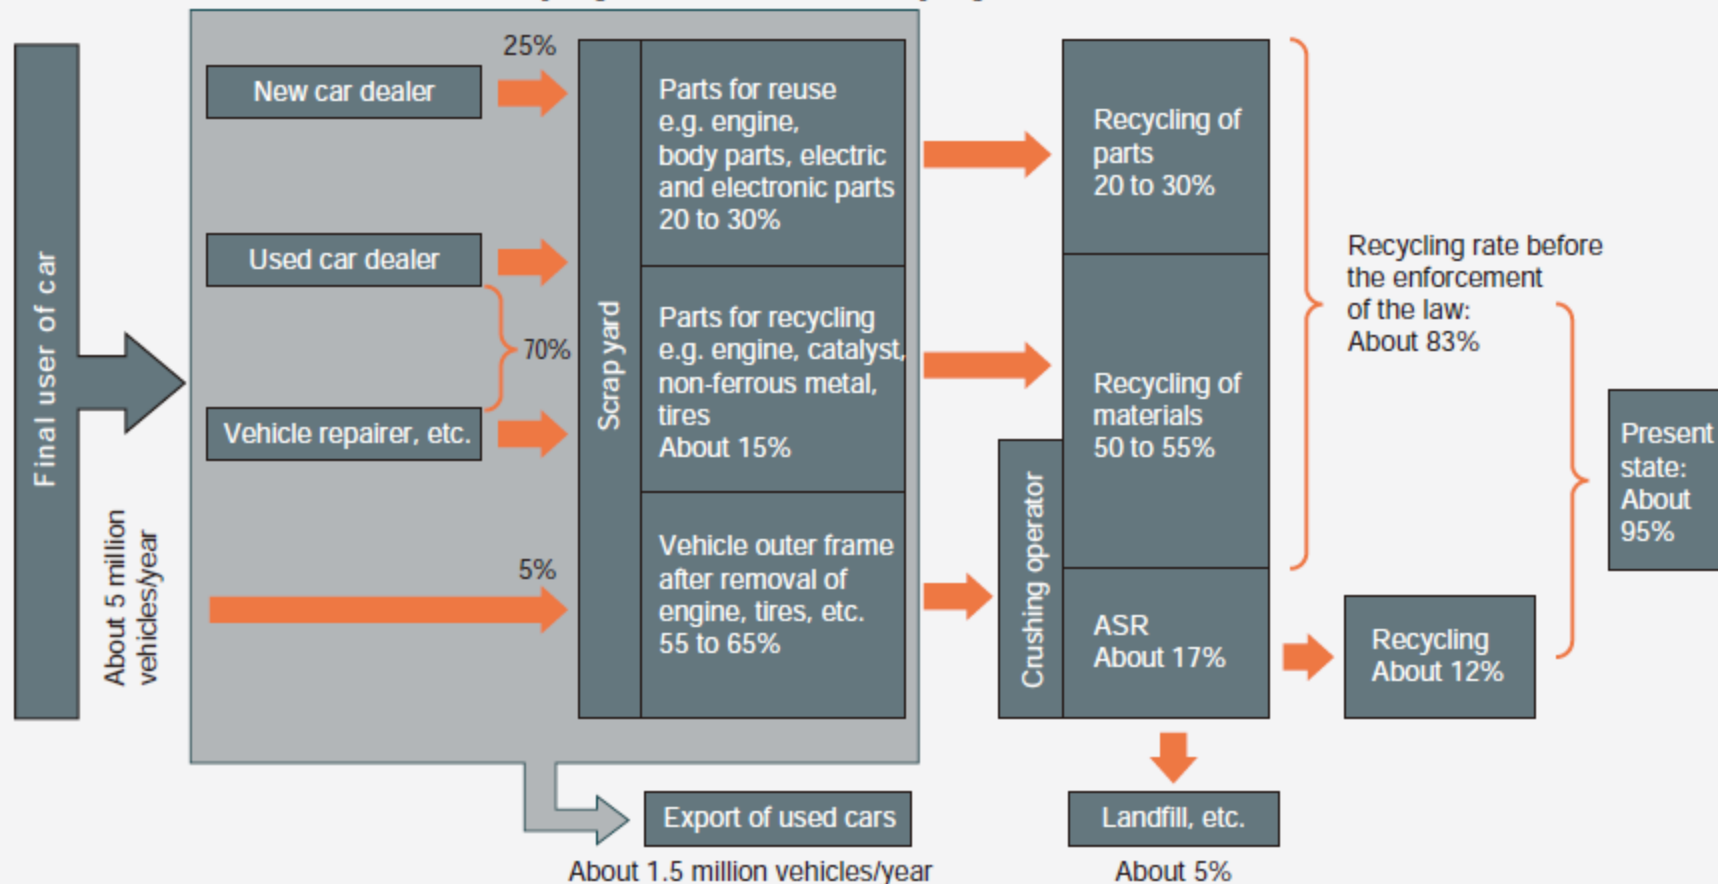 Final user of car
About 5 million
vehicles/year
New car dealer
25%
Used car dealer
70%
Vehicle repairer, etc.
5%
Scrap yard
Parts for reuse
e.g. engine,
body parts, electric
and electronic parts
20 to 30%
Parts for recycling
e.g. engine, catalyst,
non-ferrous metal,
tires
About 15%
Vehicle outer frame
after removal of
engine, tires, etc.
55 to 65%
Export of used cars
About 1.5 million vehicles/year
Crushing operator
Recycling of
parts
20 to 30%
Recycling of
materials
50 to 55%
ASR
About 17%
Landfill, etc.
About 5%
Recycling rate before
the enforcement
of the law:
About 83%
Recycling
About 12%
Present
state:
About
95%